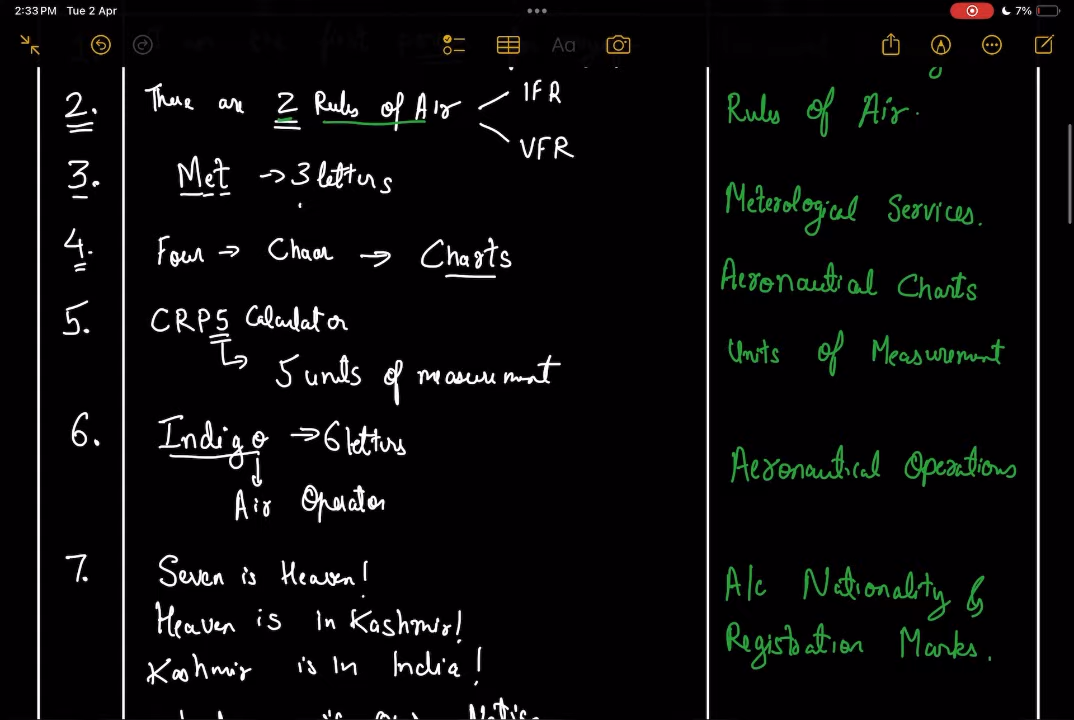 2:33 PM Tue 2 Apr
7%
Aa
2. There are 2 Rules of Air IFR Rules of Air.
VFR
3. Met → 3 letters Meterological Services.
4. Four → Chaar → Charts Aeronautical Charts
5. CRP5 Calculator Units of Measurement
5 units of measurement
6. Indigo → 6 letters Aeronautical Operations
Air Operator
7. Seven is Heaven! A/c Nationality &
Heaven is in Kashmir! Registration Marks.
Kashmir is in India!